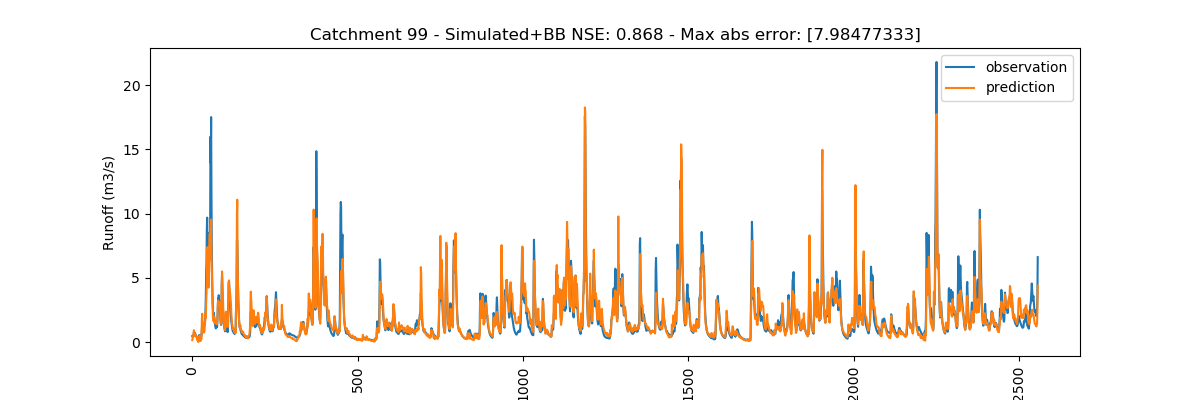 Catchment 99 - Simulated+BB NSE: 0.868 - Max abs error: [7.98477333]
observation
prediction
Runoff (m3/s)
20
15
10
5
0
0
500
1000
1500
2000
2500